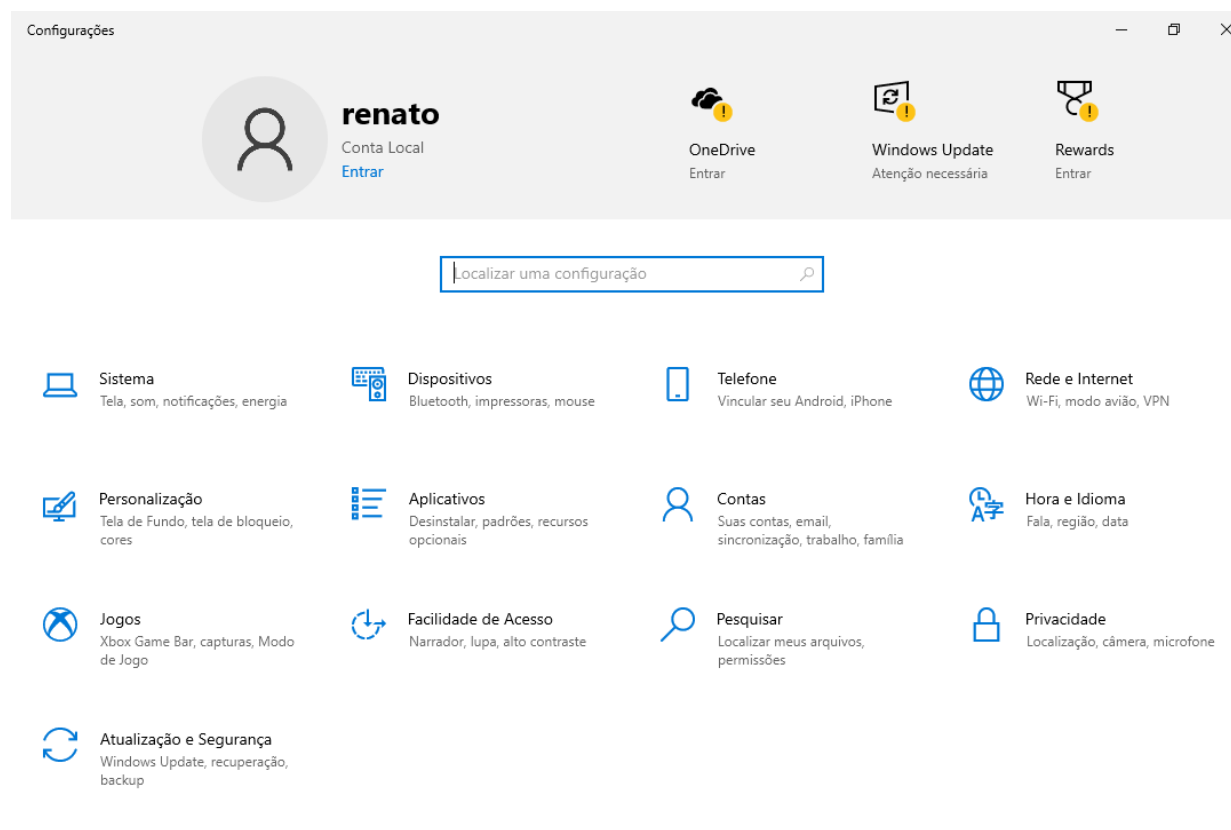 Configurações
renato
Conta Local
Entrar
OneDrive
Entrar
Windows Update
Atenção necessária
Rewards
Entrar
Localizar uma configuração
Sistema
Tela, som, notificações, energia
Dispositivos
Bluetooth, impressoras, mouse
Telefone
Vincular seu Android, iPhone
Rede e Internet
Wi-Fi, modo avião, VPN
Personalização
Tela de Fundo, tela de bloqueio,
cores
Aplicativos
Desinstalar, padrões, recursos
opcionais
Contas
Suas contas, email,
sincronização, trabalho, família
Hora e Idioma
Fala, região, data
Jogos
Xbox Game Bar, capturas, Modo
de Jogo
Facilidade de Acesso
Narrador, lupa, alto contraste
Pesquisar
Localizar meus arquivos,
permissões
Privacidade
Localização, câmera, microfone
Atualização e Segurança
Windows Update, recuperação,
backup